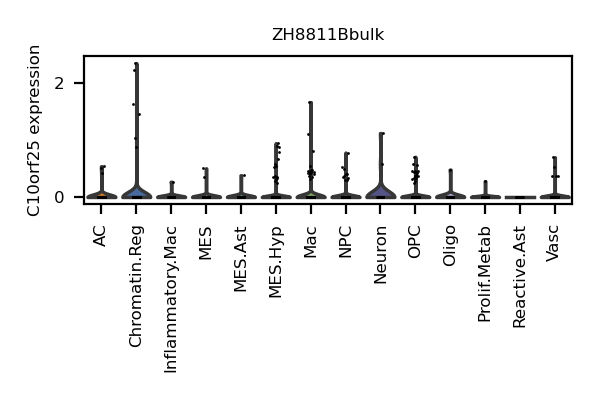 ZH8811Bbulk
C10orf25 expression
2
0
AC
Chromatin.Reg
Inflammatory.Mac
MES
MES.Ast
MES.Hyp
Mac
NPC
Neuron
OPC
Oligo
Prolif.Metab
Reactive.Ast
Vasc